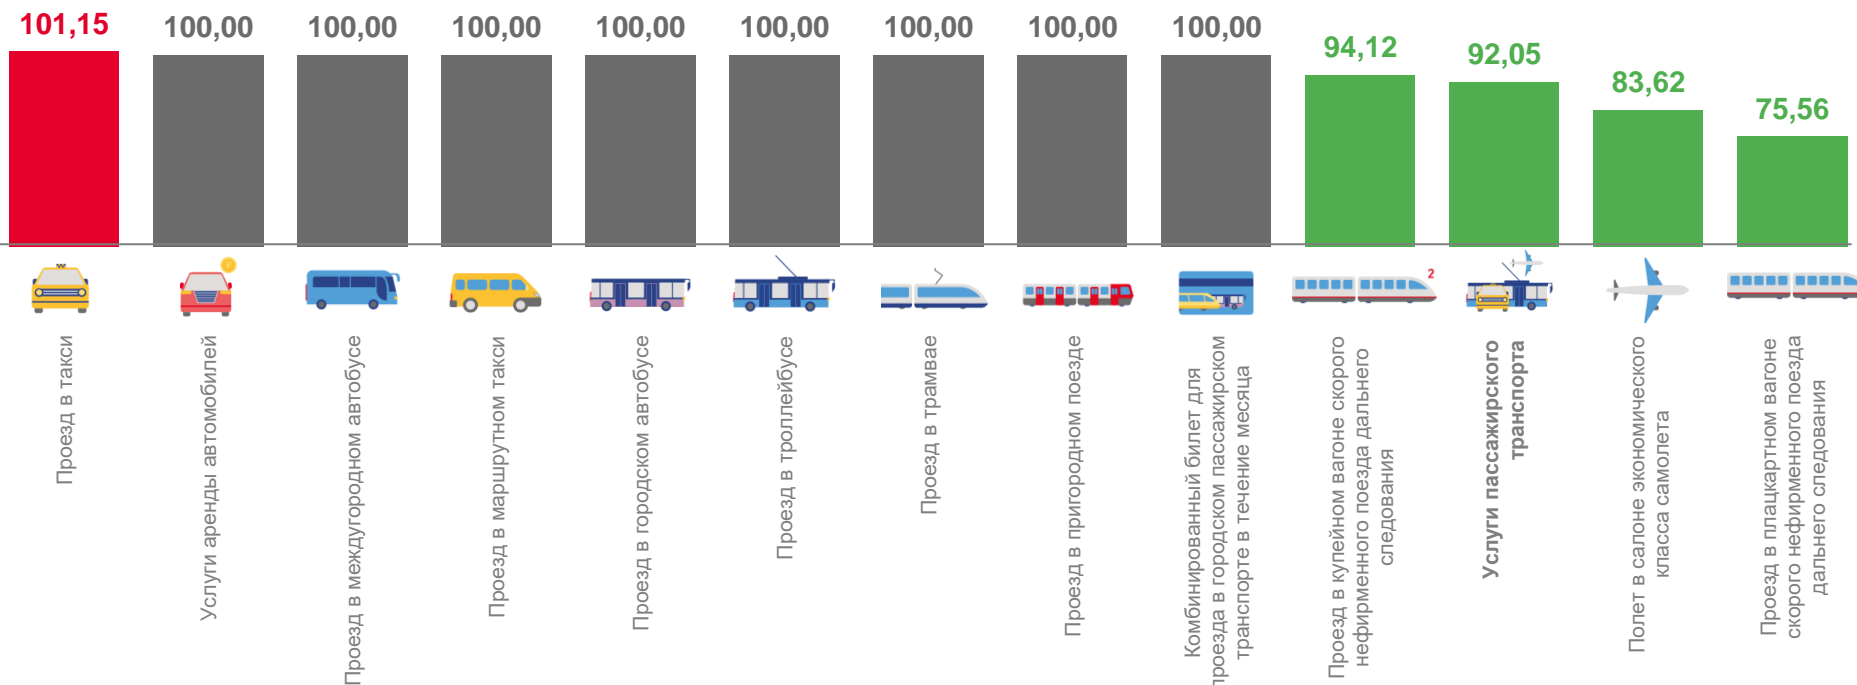 101,15
100,00
100,00
100,00
100,00
100,00
100,00
100,00
100,00
94,12
92,05
83,62
75,56
2
Проезд в такси
Услуги аренды автомобилей
Проезд в междугородном автобусе
Проезд в маршрутном такси
Проезд в городском автобусе
Проезд в троллейбусе
Проезд в трамвае
Проезд в пригородном поезде
Комбинированный билет для
проезда в городском пассажирском
транспорте в течение месяца
Проезд в купейном вагоне скорого
нефирменного поезда дальнего
следования
Услуги пассажирского
транспорта
Полет в салоне экономического
класса самолета
Проезд в плацкартном вагоне
скорого нефирменного поезда
дальнего следования